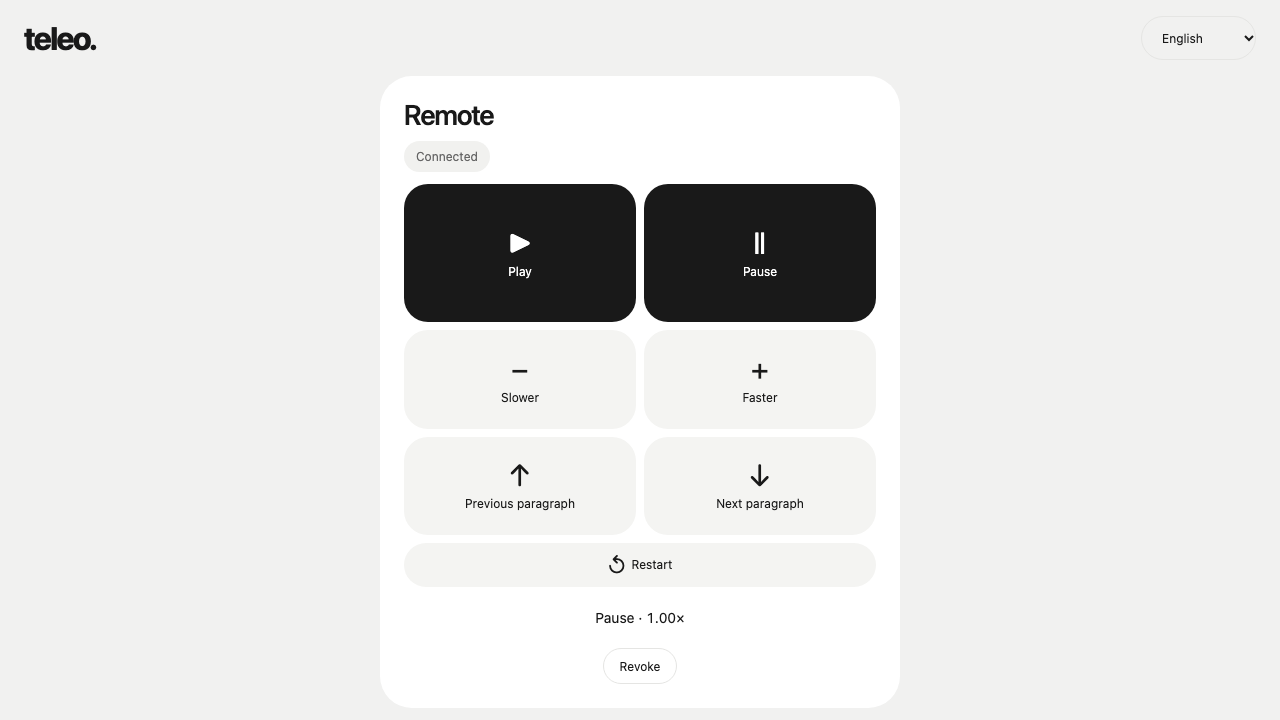 teleo.
English
Remote
Connected
Play
Pause
Slower
Faster
Previous paragraph
Next paragraph
Restart
Pause · 1.00×
Revoke